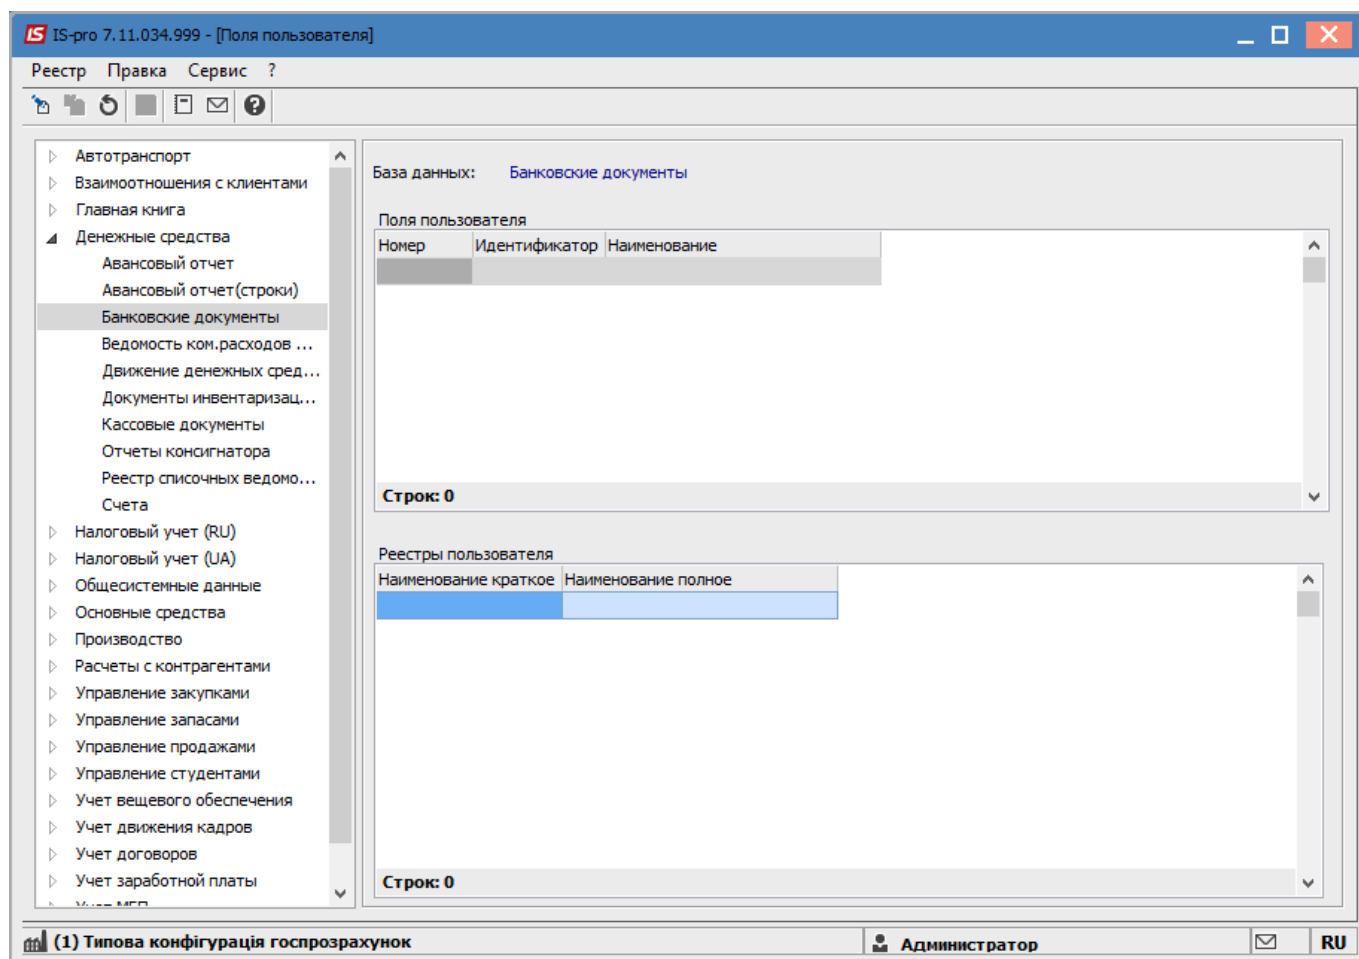 IS IS-pro 7.11.034.999 - [Поля пользователя]
Реестр Правка Сервис ?
Автотранспорт
Взаимоотношения с клиентами
Главная книга
Денежные средства
Авансовый отчет
Авансовый отчет(строки)
Банковские документы
Ведомость ком.расходов ...
Движение денежных сред...
Документы инвентаризац...
Кассовые документы
Отчеты консигнатора
Реестр списочных ведомо...
Счета
Налоговый учет (RU)
Налоговый учет (UA)
Общесистемные данные
Основные средства
Производство
Расчеты с контрагентами
Управление закупками
Управление запасами
Управление продажами
Управление студентами
Учет вещевого обеспечения
Учет движения кадров
Учет договоров
Учет заработной платы
База данных: Банковские документы
Поля пользователя
Номер Идентификатор Наименование
Строк: 0
Реестры пользователя
Наименование краткое Наименование полное
Строк: 0
(1) Типова конфігурація госпрозрахунок Администратор RU